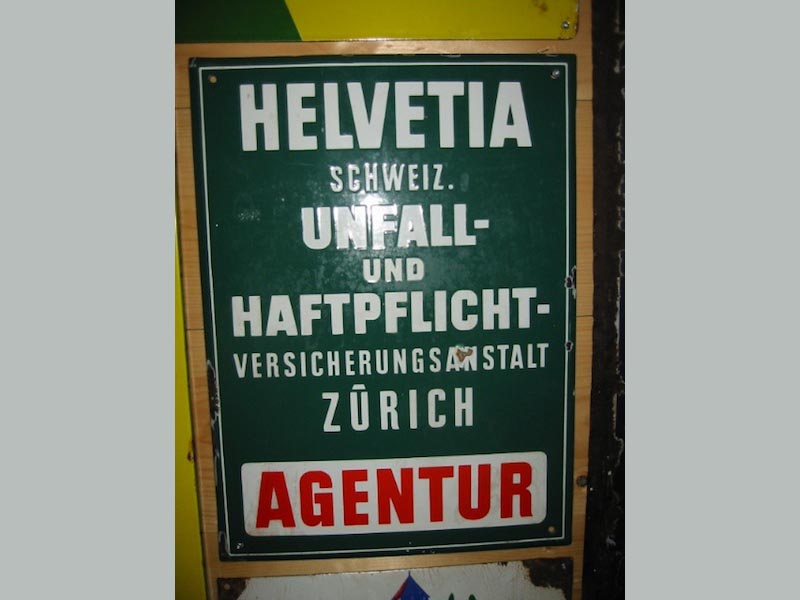 HELVETIA
SCHWEIZ.
UNFALL-
UND
HAFTPFLICHT-
VERSICHERUNGSANSTALT
ZÜRICH
AGENTUR